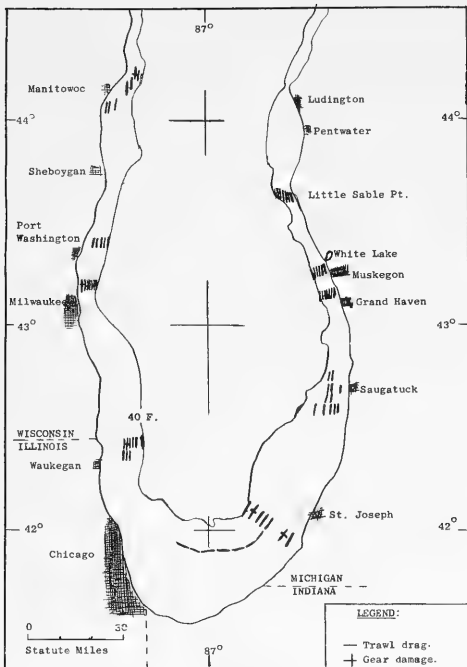 87°
Manitowoc
Ludington
44°
44°
Pentwater
Sheboygan
Little Sable Pt.
Port
Washington
White Lake
Muskegon
Milwaukee
Grand Haven
43°
43°
Saugatuck
40 F.
WISCONSIN
ILLINOIS
Waukegan
St. Joseph
42°
42°
Chicago
MICHIGAN
INDIANA
LEGEND:
0 30
Trawl drag.
Statute Miles
87°
Gear damage.